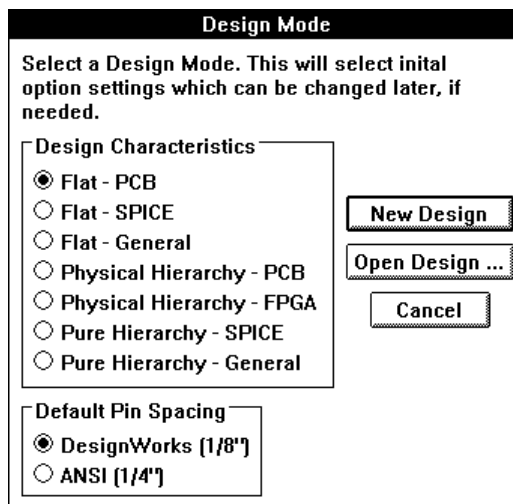 Design Mode
Select a Design Mode. This will select inital
option settings which can be changed later, if
needed.
Design Characteristics
Flat - PCB
Flat - SPICE
Flat - General
Physical Hierarchy - PCB
Physical Hierarchy - FPGA
Pure Hierarchy - SPICE
Pure Hierarchy - General
New Design
Open Design ...
Cancel
Default Pin Spacing
DesignWorks (1/8")
ANSI (1/4")